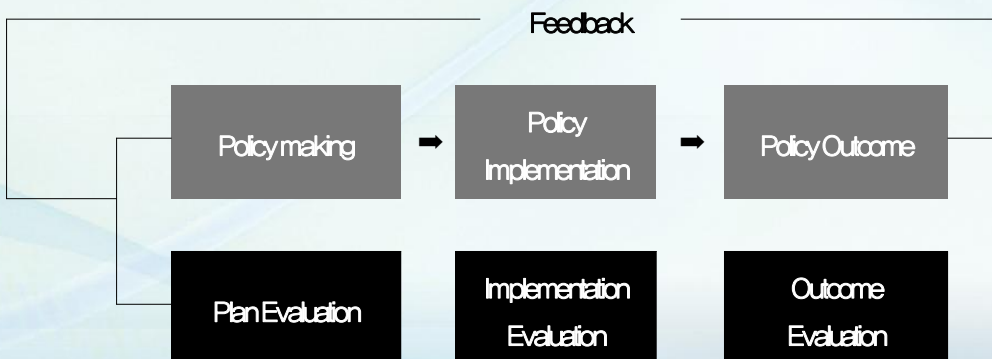 Feedback
Policy making
Policy
Implementation
Policy Outcome
Plan Evaluation
Implementation
Evaluation
Outcome
Evaluation